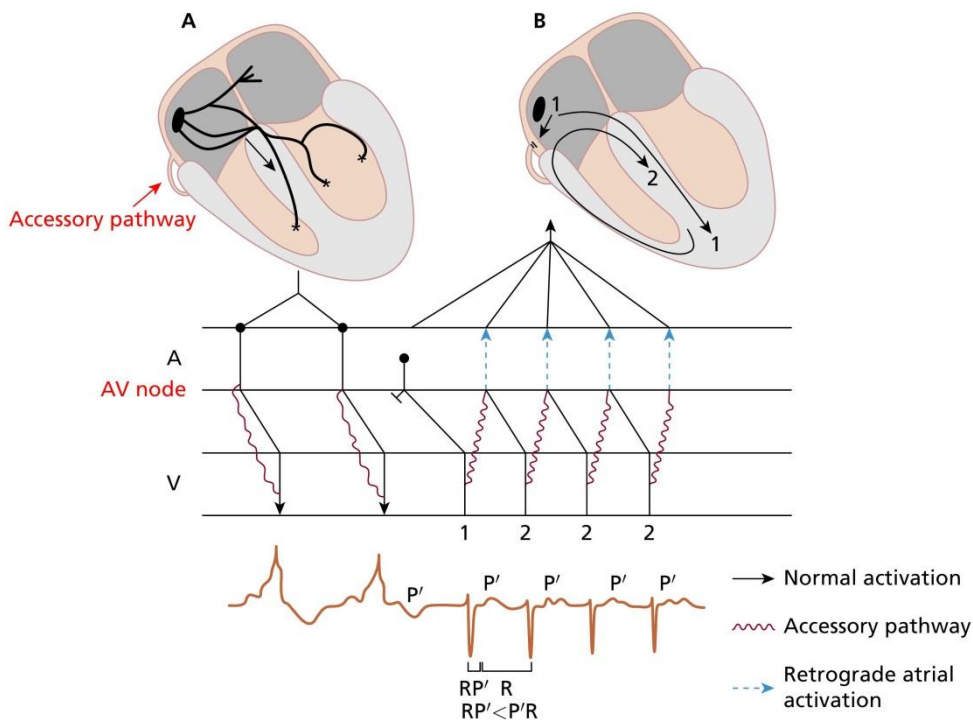 A
B
1
2
1
Accessory pathway
A
AV node
V
1 2 2 2
P′ P′ P′ P′ P′
RP′ R
RP′<P′R
Normal activation
Accessory pathway
Retrograde atrial
activation